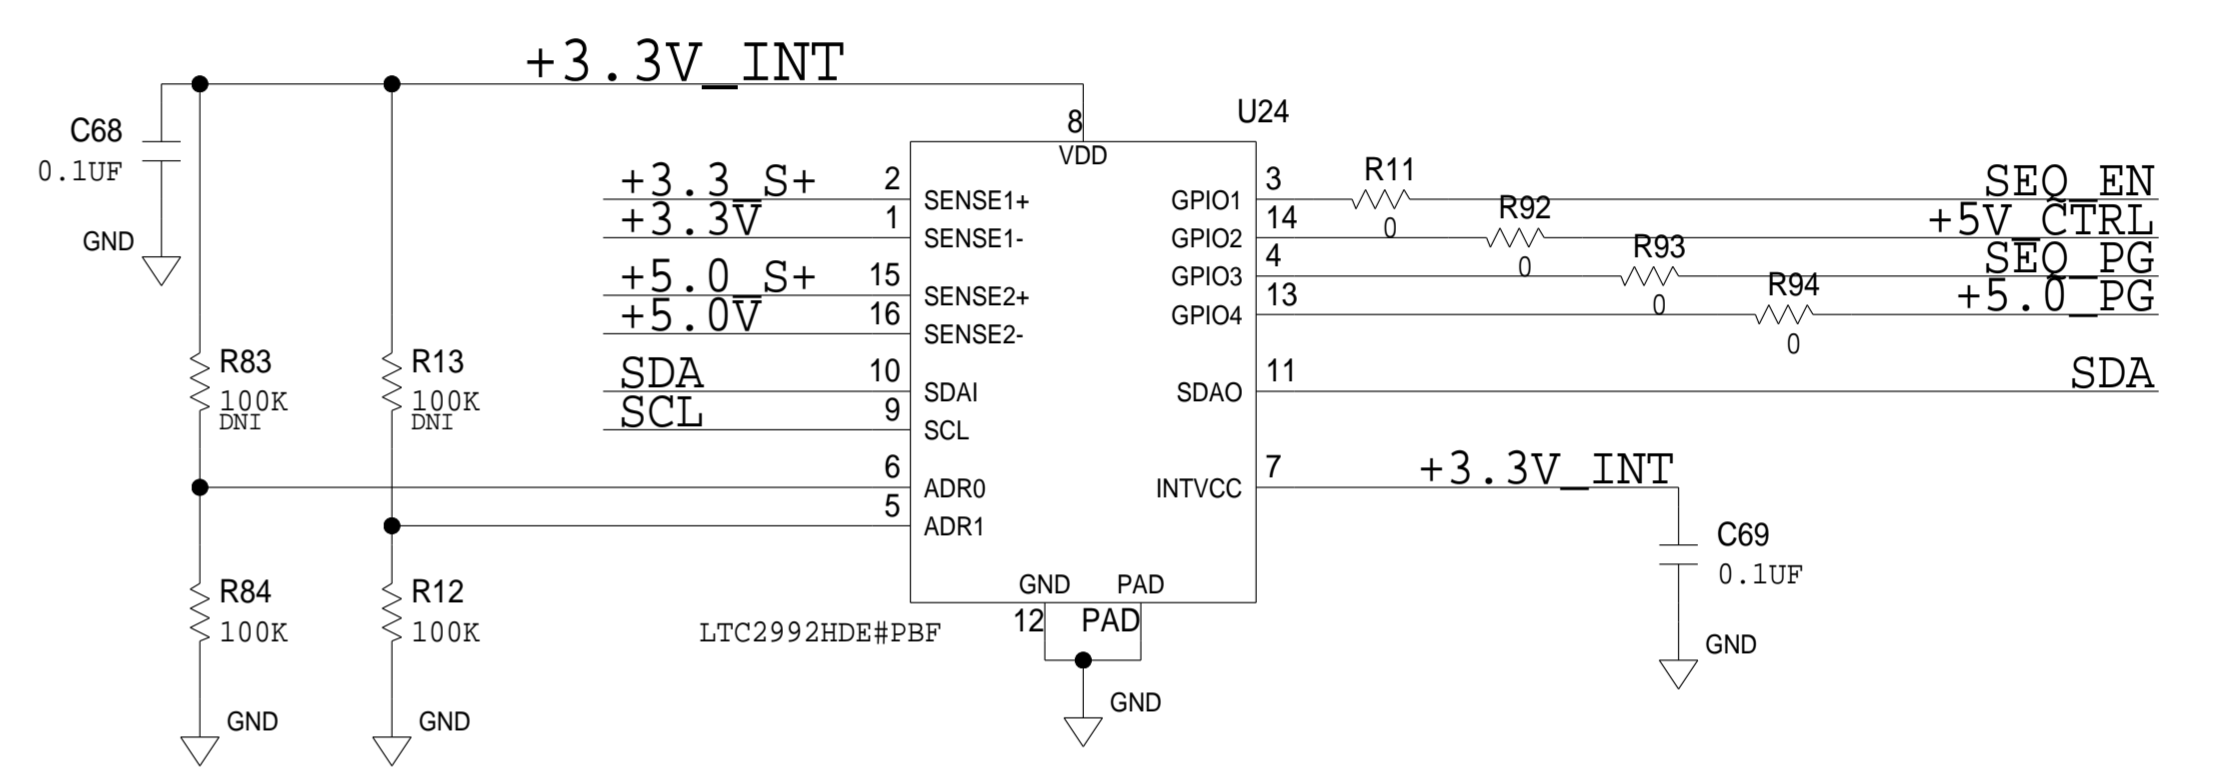 +3.3V_INT
C68
0.1UF
GND
8
VDD
U24
+3.3_S+
2
SENSE1+
+3.3V
1
SENSE1-
+5.0_S+
15
SENSE2+
+5.0V
16
SENSE2-
SDA
10
SDAI
SCL
9
SCL
6
ADR0
5
ADR1
GPIO1
3
R11
0
SEQ_EN
GPIO2
14
R92
0
+5V_CTRL
GPIO3
4
R93
0
SEQ_PG
GPIO4
13
R94
0
+5.0_PG
SDAO
11
SDA
INTVCC
7
+3.3V_INT
C69
0.1UF
GND
R83
100K
DNI
R13
100K
DNI
R84
100K
GND
R12
100K
GND
LTC2992HDE#PBF
GND
PAD
12
PAD
GND